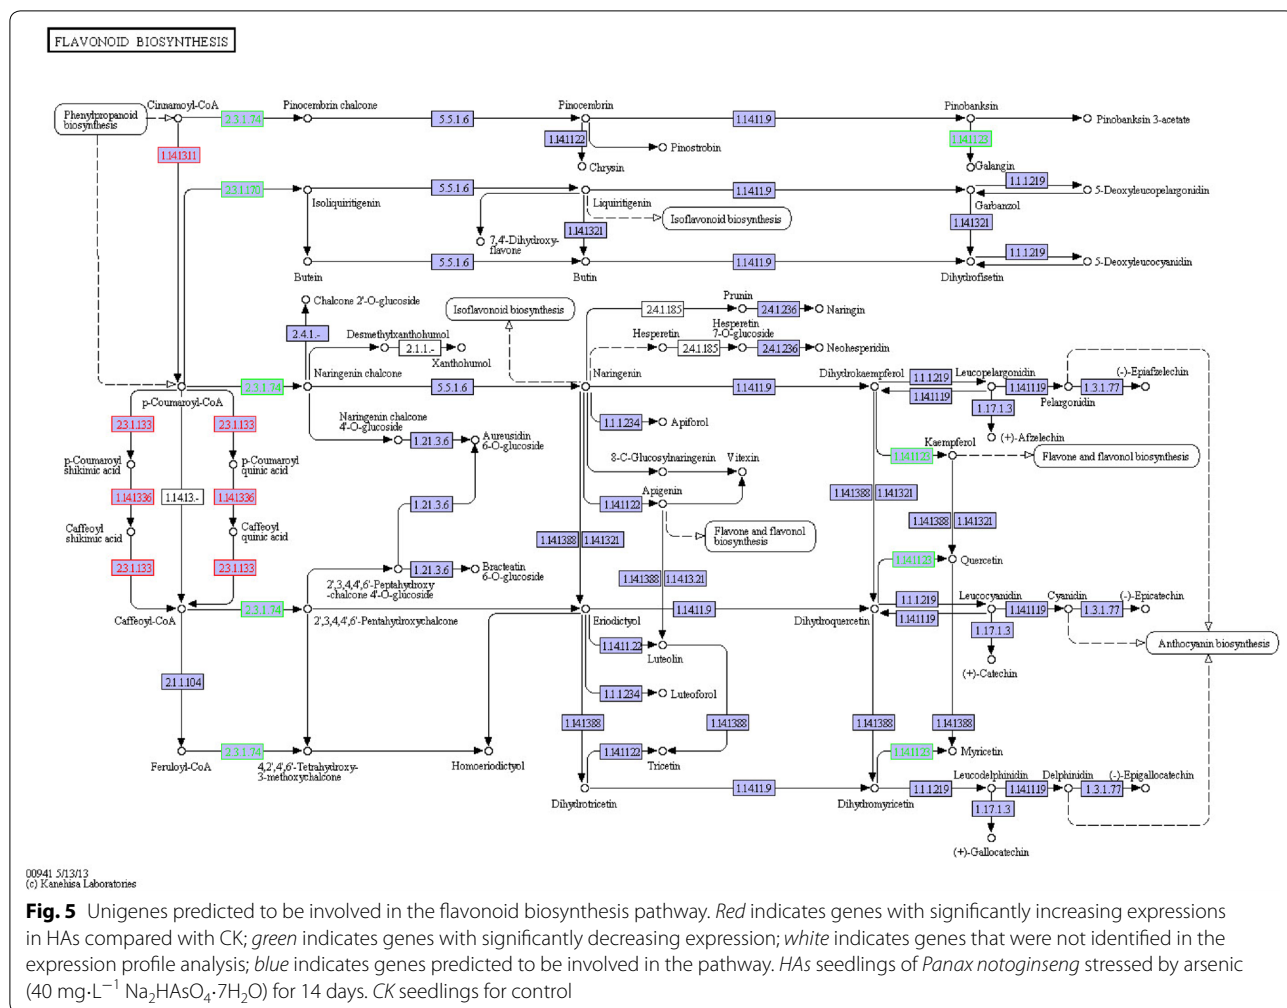 FLAVONOID BIOSYNTHESIS
Phenylpropanoid
biosynthesis
Cinnamoyl-CoA
2.3.1.74
Pinocembrin chalcone
5.5.1.6
Pinocembrin
1.14.11.9
Pinobanksin
Pinobanksin 3-acetate
1.14.13.11
1.14.11.22
Chrysin
Pinostrobin
1.14.11.23
Galangin
2.3.1.170
Isoliquiritigenin
5.5.1.6
Liquiritigenin
1.14.11.9
Garbanzol
1.1.1.219
5-Deoxyleucopelargonidin
Isoflavonoid biosynthesis
7,4'-Dihydroxy-
flavone
1.14.13.21
1.14.13.21
Butein
5.5.1.6
Butin
1.14.11.9
Dihydrofisetin
1.1.1.219
5-Deoxyleucocyanidin
Chalcone 2'-O-glucoside
2.4.1.-
Isoflavonoid biosynthesis
Desmethylxanthohumol
2.1.1.-
Xanthohumol
2.4.1.185
Prunin
2.4.1.236
Naringin
Hesperetin
2.4.1.185
Hesperetin
7-O-glucoside
2.4.1.236
Neohesperidin
p-Coumaroyl-CoA
2.3.1.74
Naringenin chalcone
5.5.1.6
Naringenin
1.14.11.9
Dihydrokaempferol
1.1.1.219
1.14.11.19
Leucopelargonidin
1.14.11.19
Pelargonidin
1.3.1.77
(-)-Epiafzelechin
1.17.1.3
(+)-Afzelechin
2.3.1.133
2.3.1.133
Naringenin chalcone
4'-O-glucoside
1.21.3.6
Aureusidin
6-O-glucoside
1.1.1.234
Apiforol
1.14.11.23
Kaempferol
Flavone and flavonol biosynthesis
p-Coumaroyl
shikimic acid
p-Coumaroyl
quinic acid
8-C-Glucosylnaringenin
Vitexin
1.14.13.36
1.14.13.-
1.14.13.36
1.21.3.6
1.14.11.22
Apigenin
1.14.13.88
1.14.13.21
1.14.13.88
1.14.13.21
Caffeoyl
shikimic acid
Caffeoyl
quinic acid
1.14.13.88
1.14.13.21
Flavone and flavonol
biosynthesis
2.3.1.133
2.3.1.133
1.21.3.6
Bracteatin
6-O-glucoside
2',3,4,4',6'-Peptahydroxy
-chalcone 4'-O-glucoside
1.14.13.88
1.14.13.21
1.14.11.23
Quercetin
Caffeoyl-CoA
2.3.1.74
2',3,4,4',6'-Pentahydroxychalcone
Eriodictyol
1.14.11.9
Dihydroquercetin
1.1.1.219
1.14.11.19
Leucocyanidin
1.14.11.19
Cyanidin
1.3.1.77
(-)-Epicatechin
1.17.1.3
(+)-Catechin
Anthocyanin biosynthesis
1.14.11.22
Luteolin
2.1.1.104
1.1.1.234
Luteoforol
1.14.13.88
1.14.13.88
1.14.13.88
1.14.13.88
Feruloyl-CoA
2.3.1.74
4,2',4',6'-Tetrahydroxy-
3-methoxychalcone
Homoeriodictyol
1.14.11.22
Tricetin
1.14.11.23
Myricetin
Dihydrotricetin
1.14.11.9
Dihydromyricetin
1.1.1.219
Leucodelphinidin
1.14.11.19
Delphinidin
1.3.1.77
(-)-Epigallocatechin
1.17.1.3
(+)-Gallocatechin
00941 5/13/13
(c) Kanehisa Laboratories
Fig. 5 Unigenes predicted to be involved in the flavonoid biosynthesis pathway. Red indicates genes with significantly increasing expressions
in HAs compared with CK; green indicates genes with significantly decreasing expression; white indicates genes that were not identified in the
expression profile analysis; blue indicates genes predicted to be involved in the pathway. HAs seedlings of Panax notoginseng stressed by arsenic
(40 mg·L⁻¹ Na₂HAsO₄·7H₂O) for 14 days. CK seedlings for control